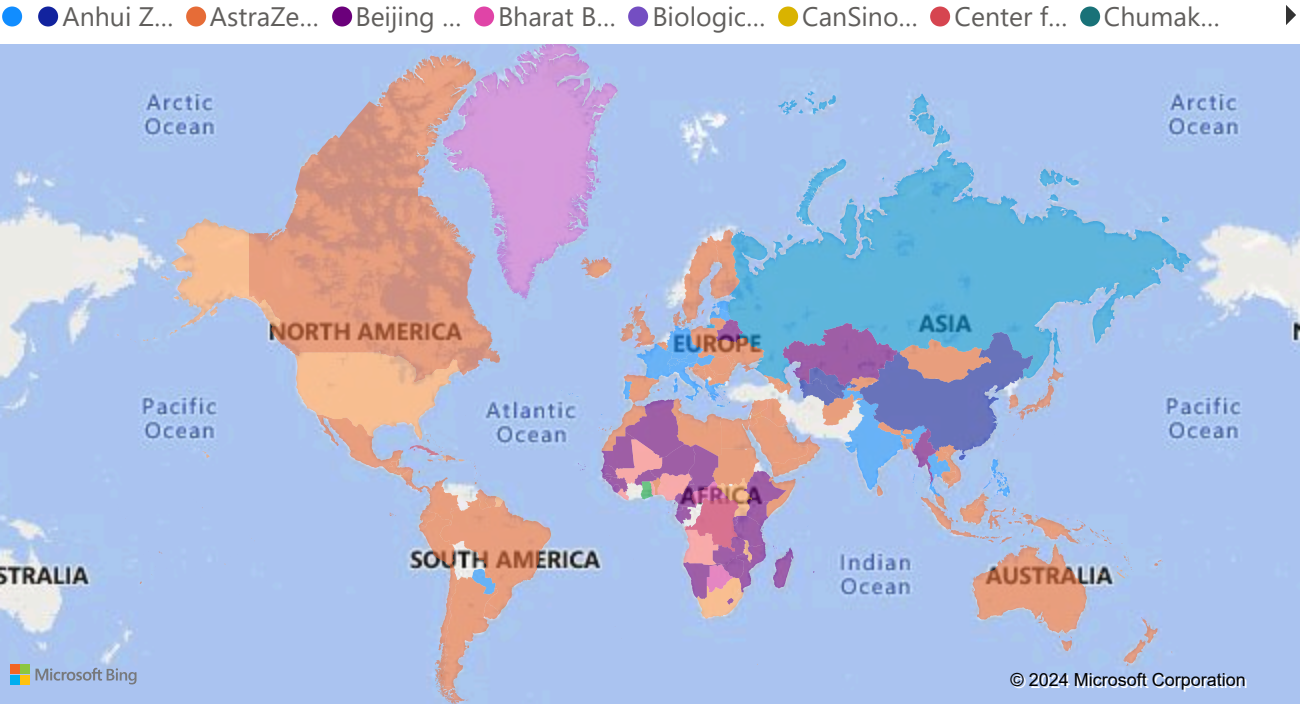 Anhui Z... AstraZe... Beijing ... Bharat B... Biologic... CanSino... Center f... Chumak...
Arctic
Ocean
Arctic
Ocean
NORTH AMERICA
ASIA
EUROPE
N
Pacific
Ocean
Atlantic
Ocean
Pacific
Ocean
AFRICA
SOUTH AMERICA
Indian
Ocean
STRALIA
AUSTRALIA
Microsoft Bing
© 2024 Microsoft Corporation